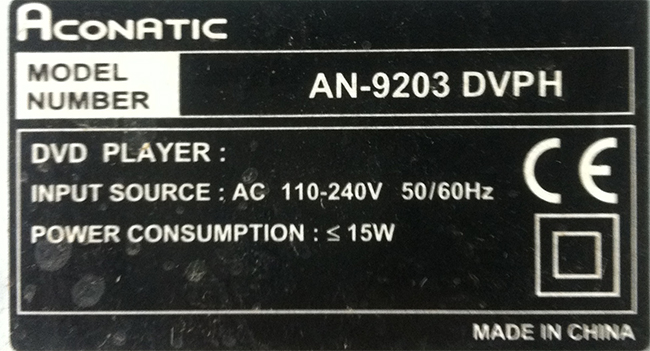 ACONATIC
MODEL NUMBER
AN-9203 DVPH
DVD PLAYER :
INPUT SOURCE : AC 110-240V 50/60Hz
POWER CONSUMPTION : ≤ 15W
CE
MADE IN CHINA